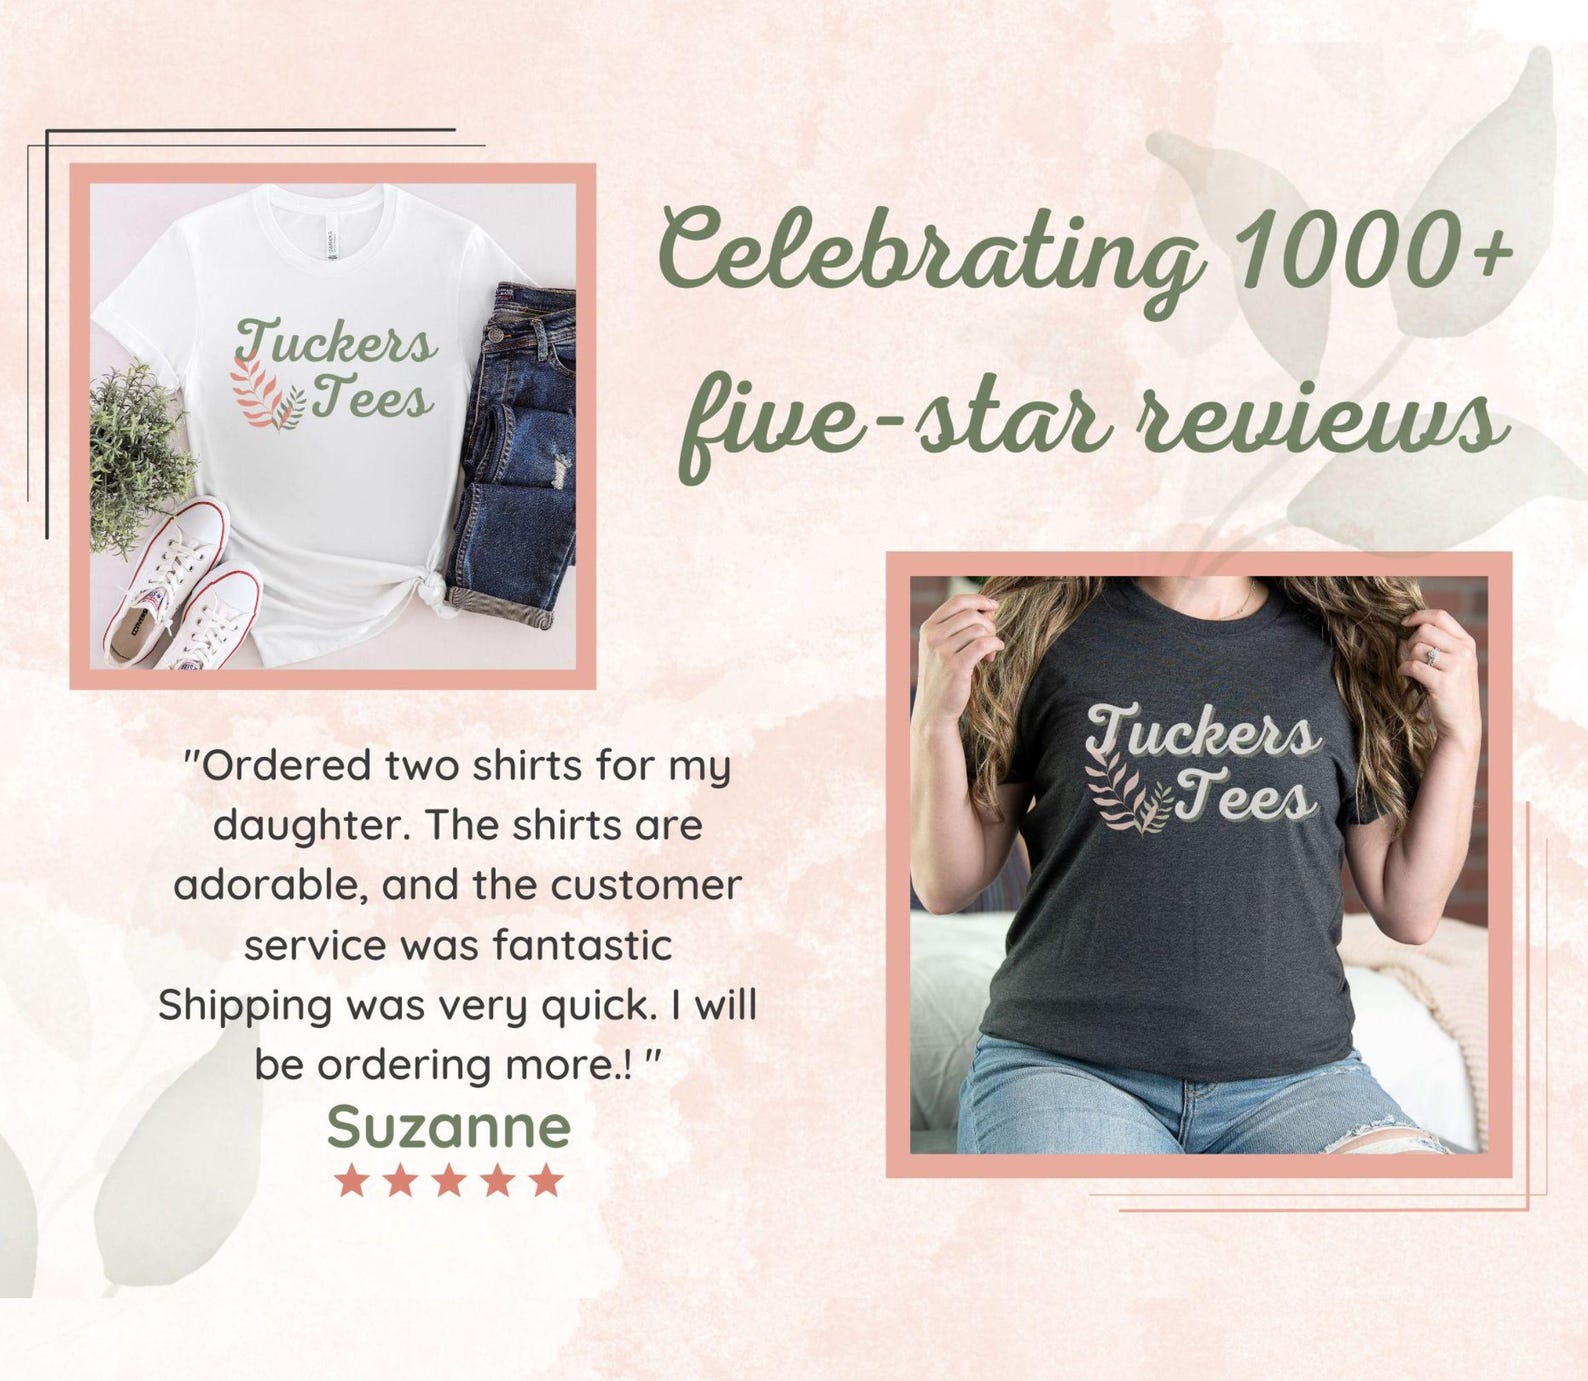 Celebrating 1000+
five-star reviews
Tuckers
Tees
"Ordered two shirts for my
daughter. The shirts are
adorable, and the customer
service was fantastic
Shipping was very quick. I will
be ordering more.! "
Suzanne
Tuckers
Tees